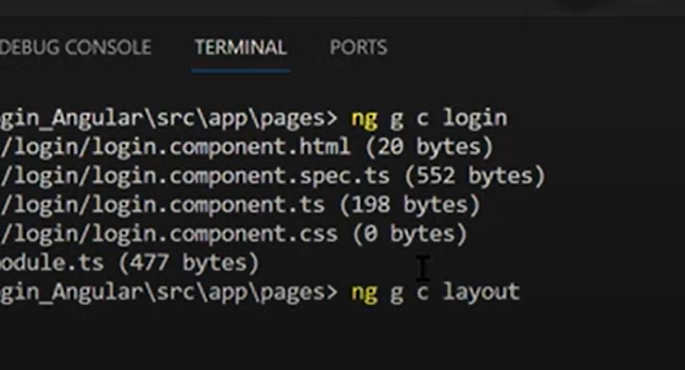 DEBUG CONSOLE TERMINAL PORTS
gin_Angular\src\app\pages> ng g c login
/login/login.component.html (20 bytes)
/login/login.component.spec.ts (552 bytes)
/login/login.component.ts (198 bytes)
/login/login.component.css (0 bytes)
odule.ts (477 bytes)
gin_Angular\src\app\pages> ng g c layout